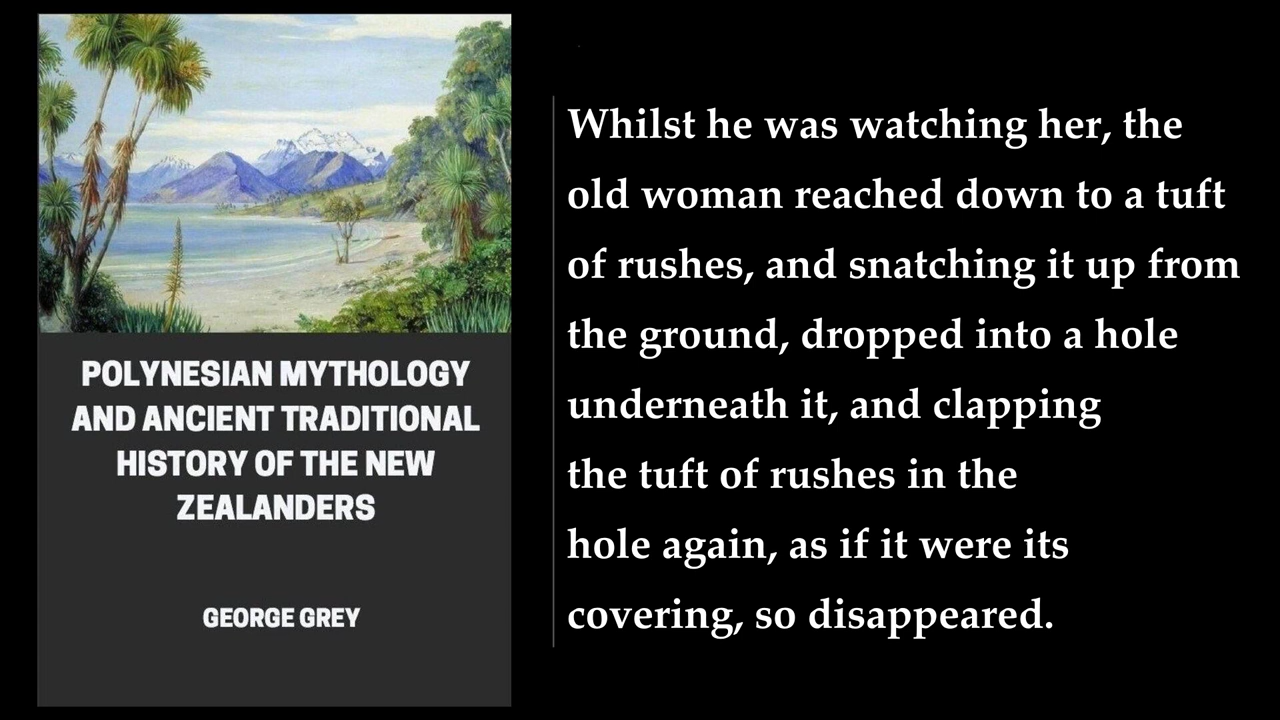 POLYNESIAN MYTHOLOGY
AND ANCIENT TRADITIONAL
HISTORY OF THE NEW
ZEALANDERS
GEORGE GREY
Whilst he was watching her, the
old woman reached down to a tuft
of rushes, and snatching it up from
the ground, dropped into a hole
underneath it, and clapping
the tuft of rushes in the
hole again, as if it were its
covering, so disappeared.